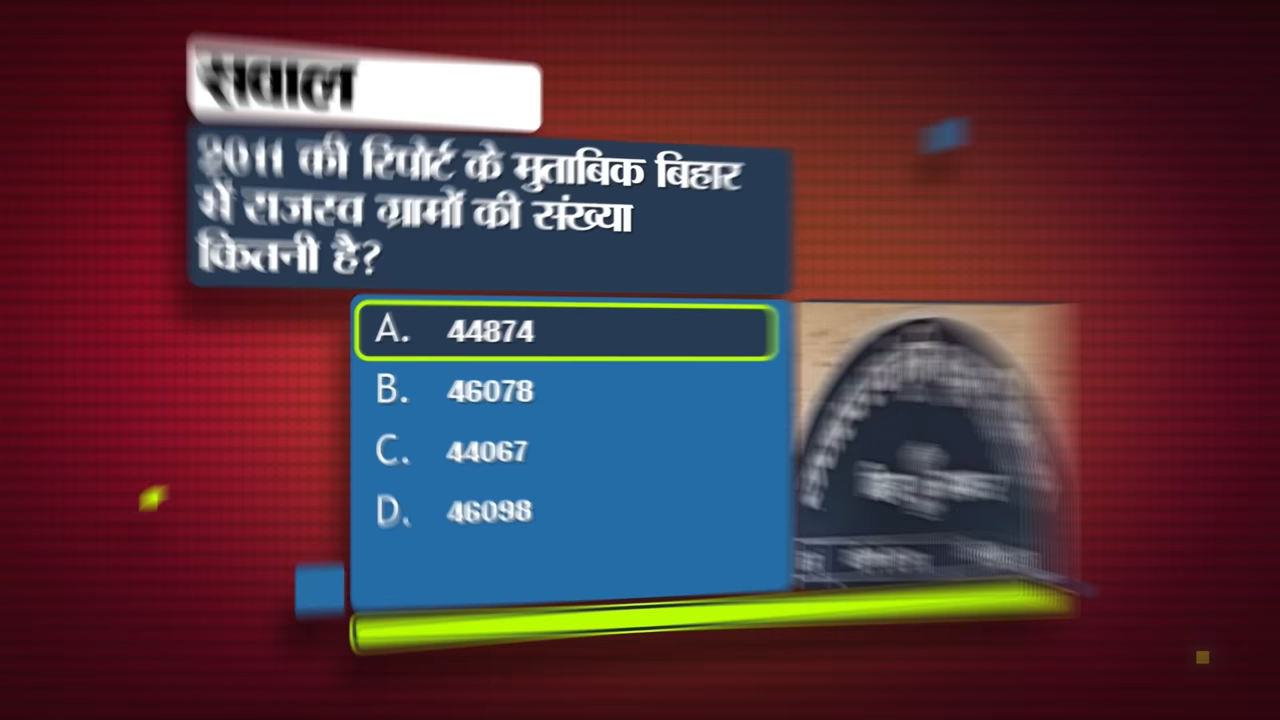 सवाल
2011 की रिपोर्ट के मुताबिक बिहार
में राजस्व ग्रामों की संख्या
कितनी है?
A. 44874
B. 46078
C. 44067
D. 46098